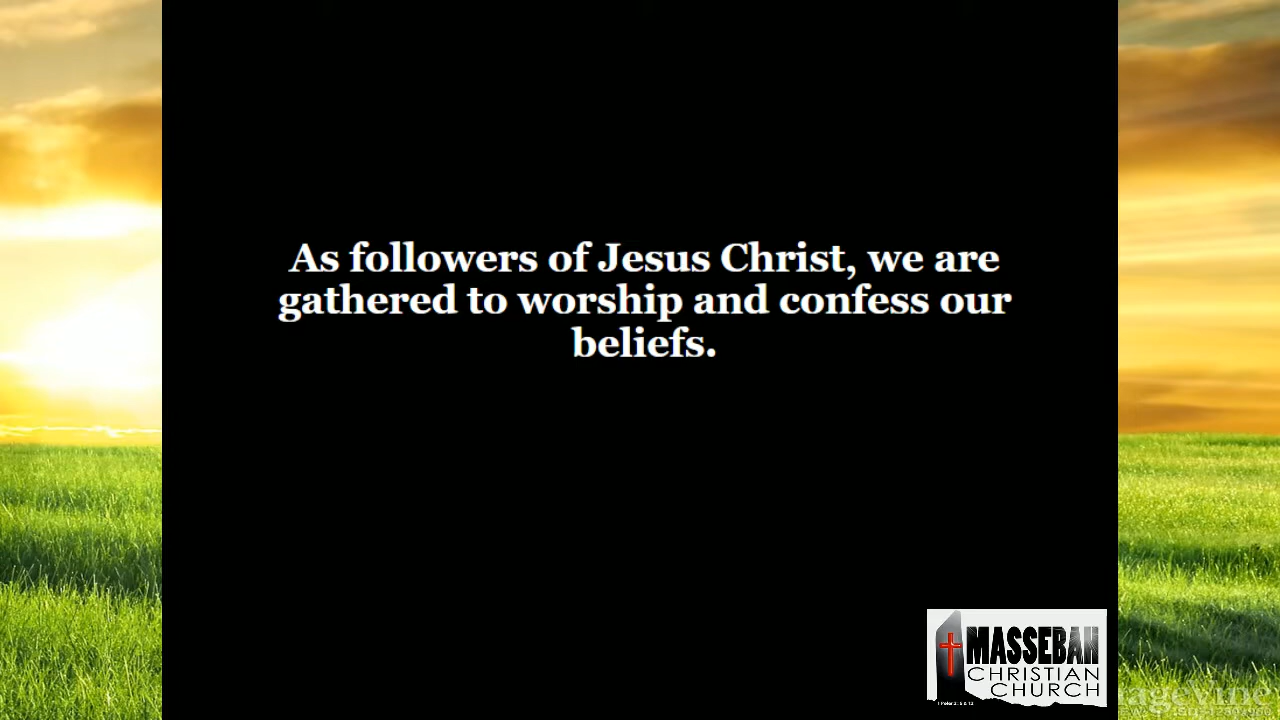 As followers of Jesus Christ, we are
gathered to worship and confess our
beliefs.
MASSEBAH
CHRISTIAN
CHURCH